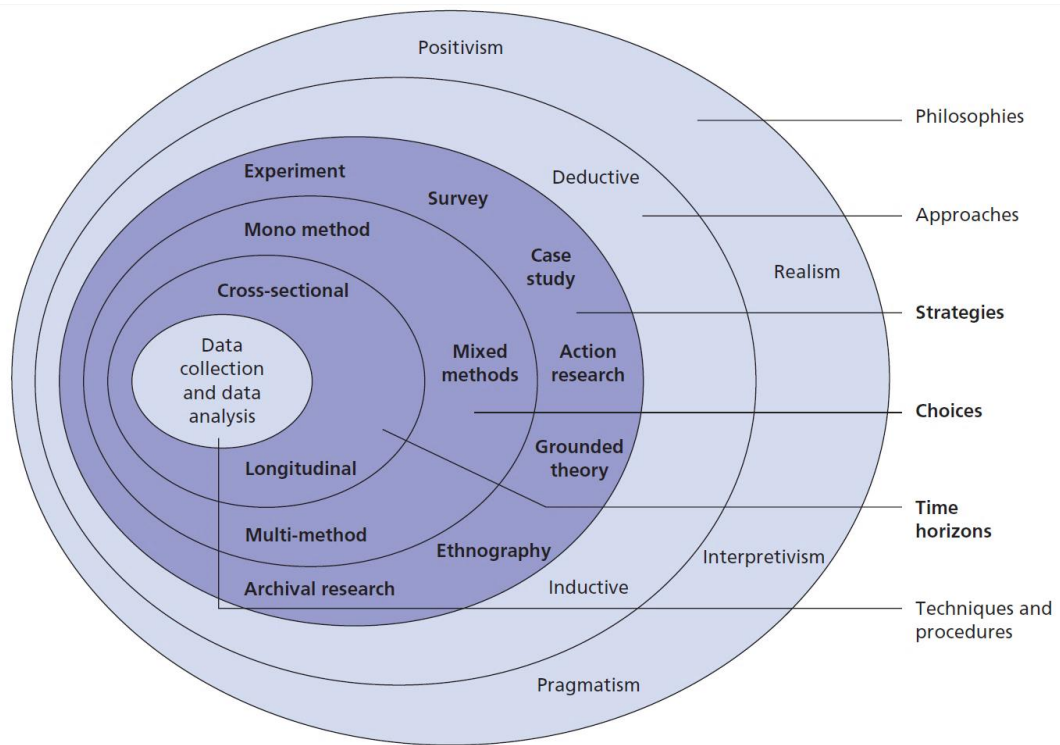 Positivism
Philosophies
Experiment
Deductive
Survey
Approaches
Mono method
Case
study
Realism
Cross-sectional
Strategies
Data
collection
and data
analysis
Mixed
methods
Action
research
Choices
Grounded
theory
Longitudinal
Time
horizons
Multi-method
Ethnography
Interpretivism
Archival research
Inductive
Techniques and
procedures
Pragmatism